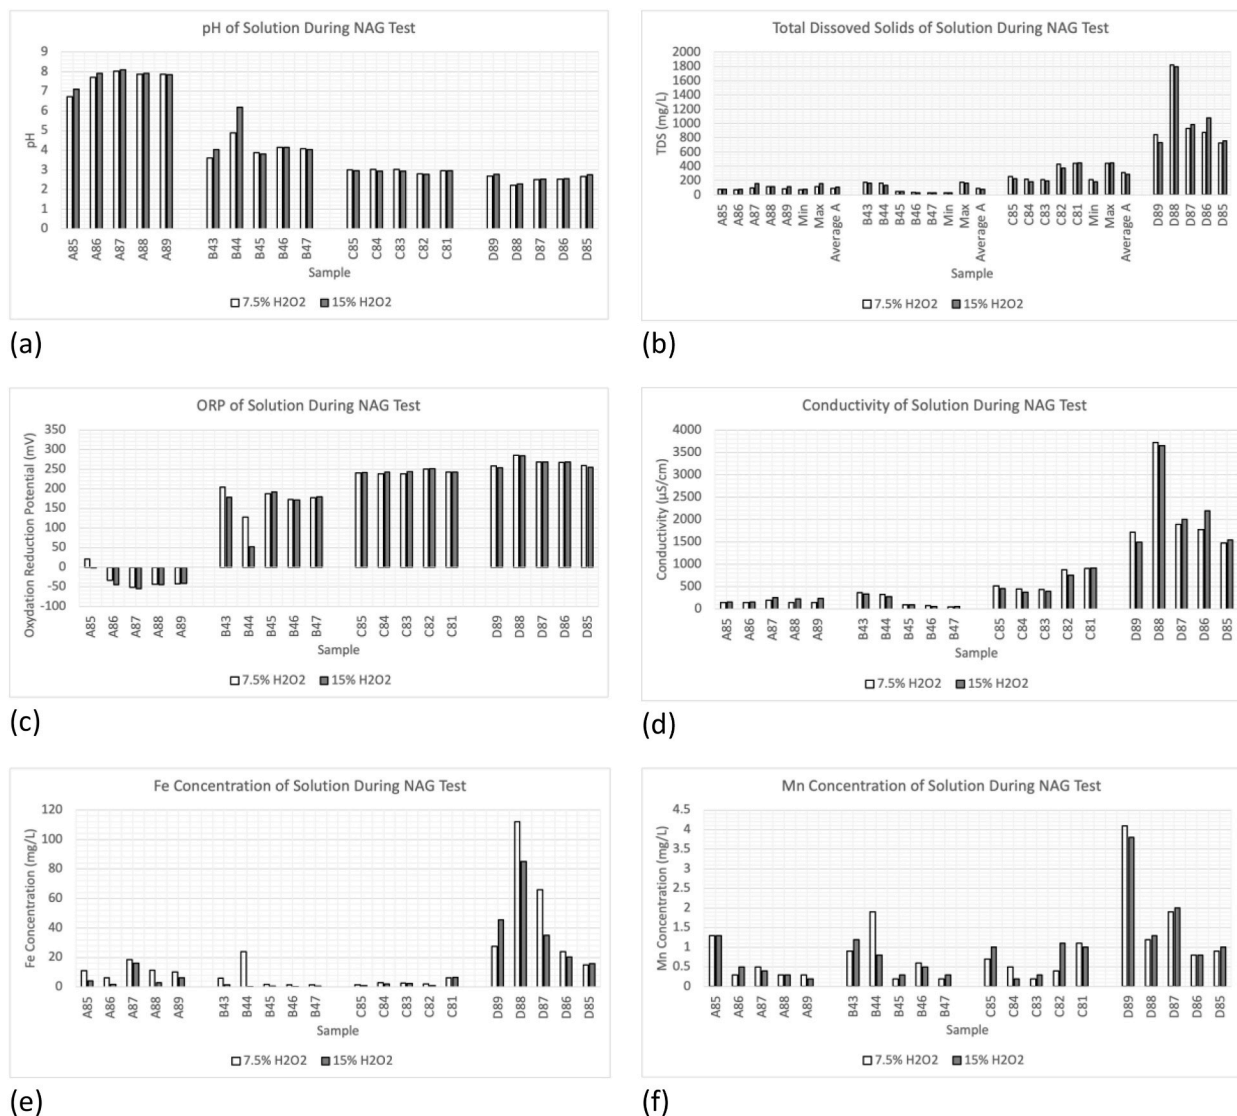 pH of Solution During NAG Test
pH
9
8
7
6
5
4
3
2
1
0
A85 A86 A87 A88 A89 B43 B44 B45 B46 B47 C85 C84 C83 C82 C81 D89 D88 D87 D86 D85
Sample
7.5% H2O2 15% H2O2
(a)
Total Dissoved Solids of Solution During NAG Test
TDS (mg/L)
2000
1800
1600
1400
1200
1000
800
600
400
200
0
A85 A86 A87 A88 A89 Min Max Average A B43 B44 B45 B46 B47 Min Max Average A C85 C84 C83 C82 C81 Min Max Average A D89 D88 D87 D86 D85
Sample
7.5% H2O2 15% H2O2
(b)
ORP of Solution During NAG Test
Oxydation Reduction Potential (mV)
350
300
250
200
150
100
50
0
-50
-100
A85 A86 A87 A88 A89 B43 B44 B45 B46 B47 C85 C84 C83 C82 C81 D89 D88 D87 D86 D85
Sample
7.5% H2O2 15% H2O2
(c)
Conductivity of Solution During NAG Test
Conductivity (µS/cm)
4000
3500
3000
2500
2000
1500
1000
500
0
A85 A86 A87 A88 A89 B43 B44 B45 B46 B47 C85 C84 C83 C82 C81 D89 D88 D87 D86 D85
Sample
7.5% H2O2 15% H2O2
(d)
Fe Concentration of Solution During NAG Test
Fe Concentration (mg/L)
120
100
80
60
40
20
0
A85 A86 A87 A88 A89 B43 B44 B45 B46 B47 C85 C84 C83 C82 C81 D89 D88 D87 D86 D85
Sample
7.5% H2O2 15% H2O2
(e)
Mn Concentration of Solution During NAG Test
Mn Concentration (mg/L)
4.5
4
3.5
3
2.5
2
1.5
1
0.5
0
A85 A86 A87 A88 A89 B43 B44 B45 B46 B47 C85 C84 C83 C82 C81 D89 D88 D87 D86 D85
Sample
7.5% H2O2 15% H2O2
(f)